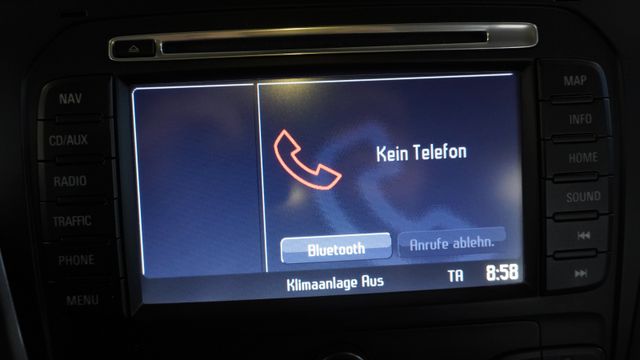 NAV
CD/AUX
RADIO
TRAFFIC
PHONE
MENU
Kein Telefon
Bluetooth
Anrufe ablehn.
Klimaanlage Aus
TA
8:58
MAP
INFO
HOME
SOUND